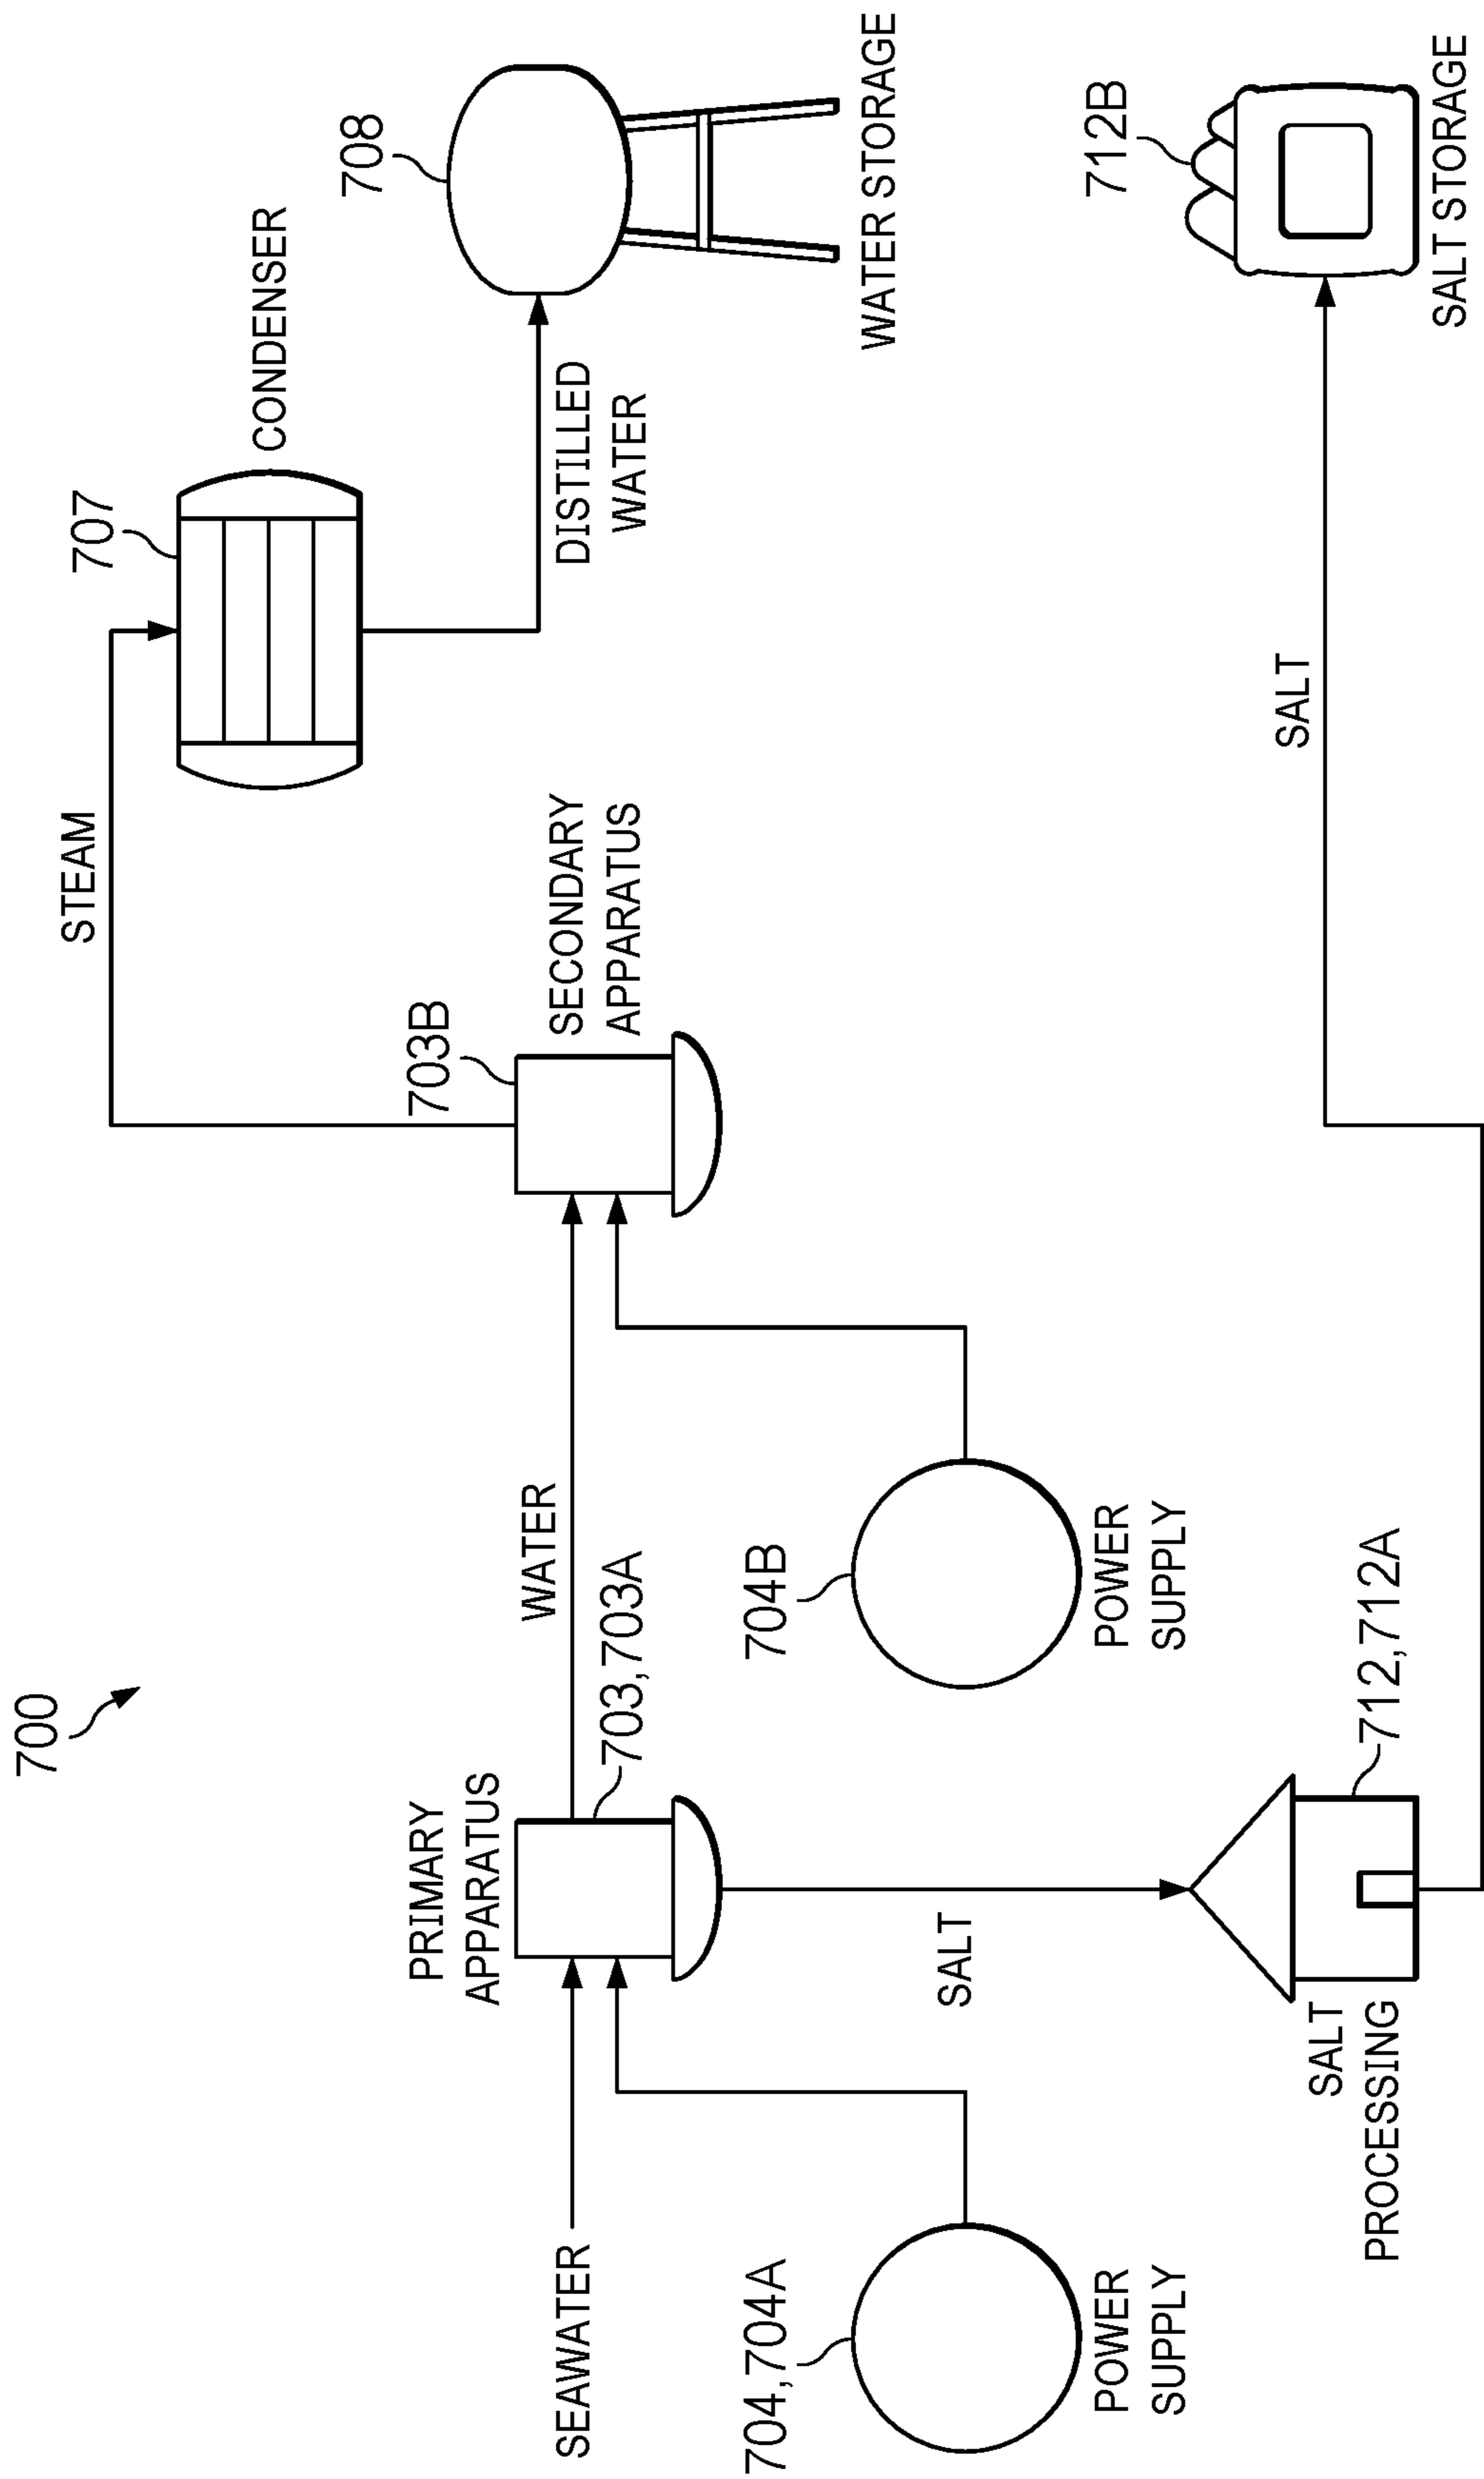 700
STEAM
707
CONDENSER
708
WATER STORAGE
DISTILLED
WATER
703B
SECONDARY
APPARATUS
PRIMARY
APPARATUS
WATER
703,703A
SEAWATER
704,704A
POWER
SUPPLY
704B
POWER
SUPPLY
SALT
SALT
PROCESSING
712,712A
SALT
712B
SALT STORAGE